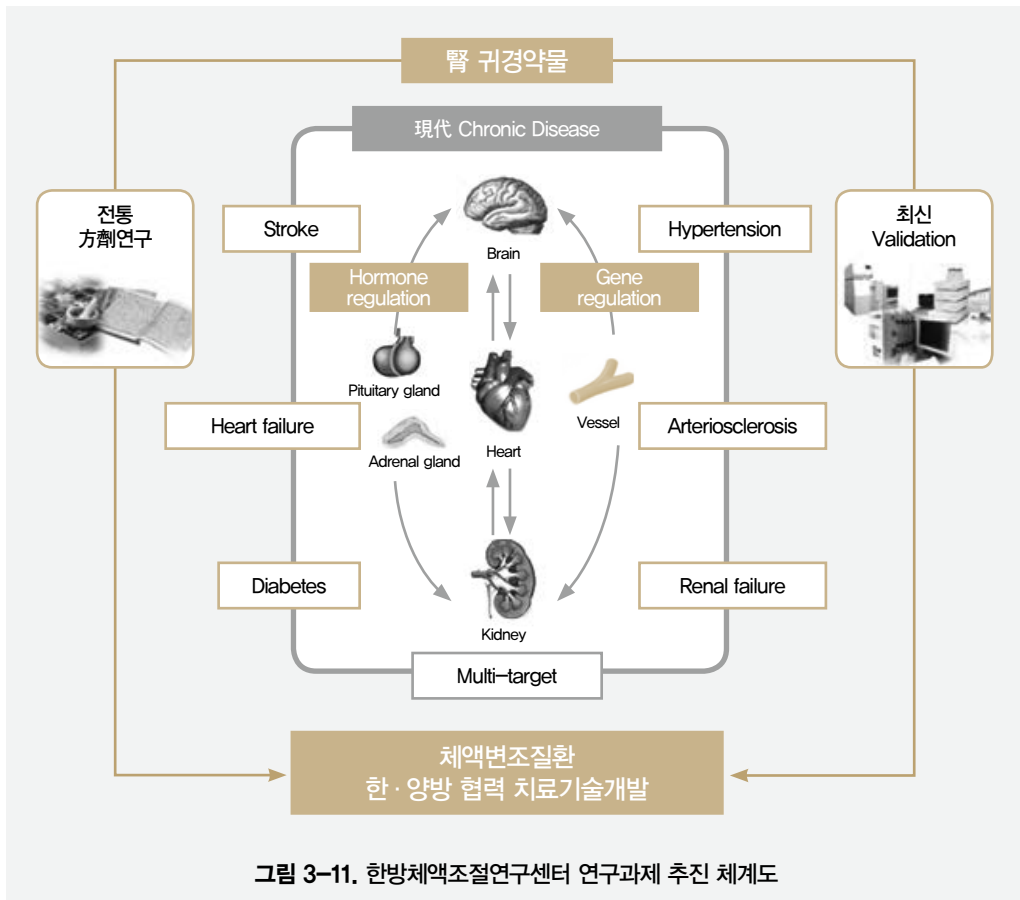 腎 귀경약물
現代 Chronic Disease
전통
方劑연구
Stroke
Hypertension
최신
Validation
Brain
Hormone
regulation
Gene
regulation
Pituitary gland
Heart failure
Adrenal gland
Heart
Vessel
Arteriosclerosis
Diabetes
Renal failure
Kidney
Multi-target
체액변조질환
한 · 양방 협력 치료기술개발
그림 3-11. 한방체액조절연구센터 연구과제 추진 체계도